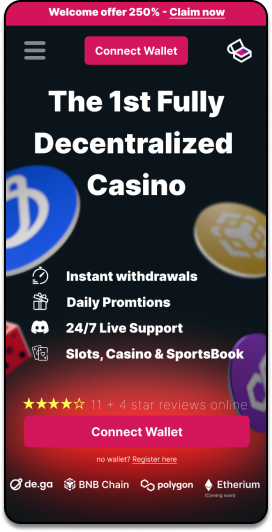 Welcome offer 250% - Claim now
Connect Wallet
The 1st Fully
Decentralized
Casino
Instant withdrawals
Daily Promtions
24/7 Live Support
Slots, Casino & SportsBook
11 + 4 star reviews online
Connect Wallet
no wallet? Register here
de.ga BNB Chain polygon Etherium
(Coming soon)